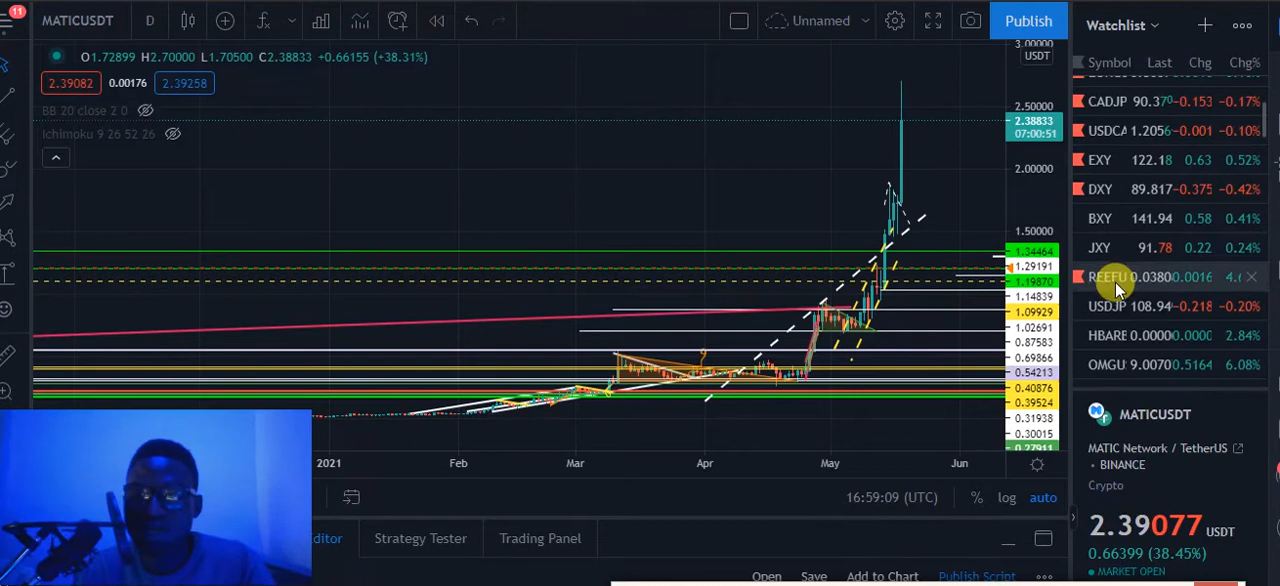 11
MATICUSDT D Unnamed Publish
O1.72899 H2.70000 L1.70500 C2.38833 +0.66155 (+38.31%)
2.39082 0.00176 2.39258
BB 20 close 2 0
Ichimoku 9 26 52 26
3.00000
USDT
2.50000
2.38833
07:00:51
2.00000
1.50000
1.34464
1.29191
1.19870
1.14839
1.09929
1.02691
0.87583
0.69866
0.54213
0.40876
0.39524
0.31938
0.30015
0.27911
2021 Feb Mar Apr May Jun
16:59:09 (UTC) % log auto
Strategy Tester Trading Panel
Open Save Add to Chart Publish Script
Watchlist
Symbol Last Chg Chg%
CADJP 90.370 -0.153 -0.17%
USDCA 1.2056 -0.001 -0.10%
EXY 122.18 0.63 0.52%
DXY 89.817 -0.375 -0.42%
BXY 141.94 0.58 0.41%
JXY 91.78 0.22 0.24%
REEFU 0.0380 0.0016
USDJP 108.94 -0.218 -0.20%
HBARE 0.0000 0.0000 2.84%
OMGU 9.0070 0.5164 6.08%
MATICUSDT
MATIC Network / TetherUS
BINANCE
Crypto
2.39077 USDT
0.66399 (38.45%)
MARKET OPEN